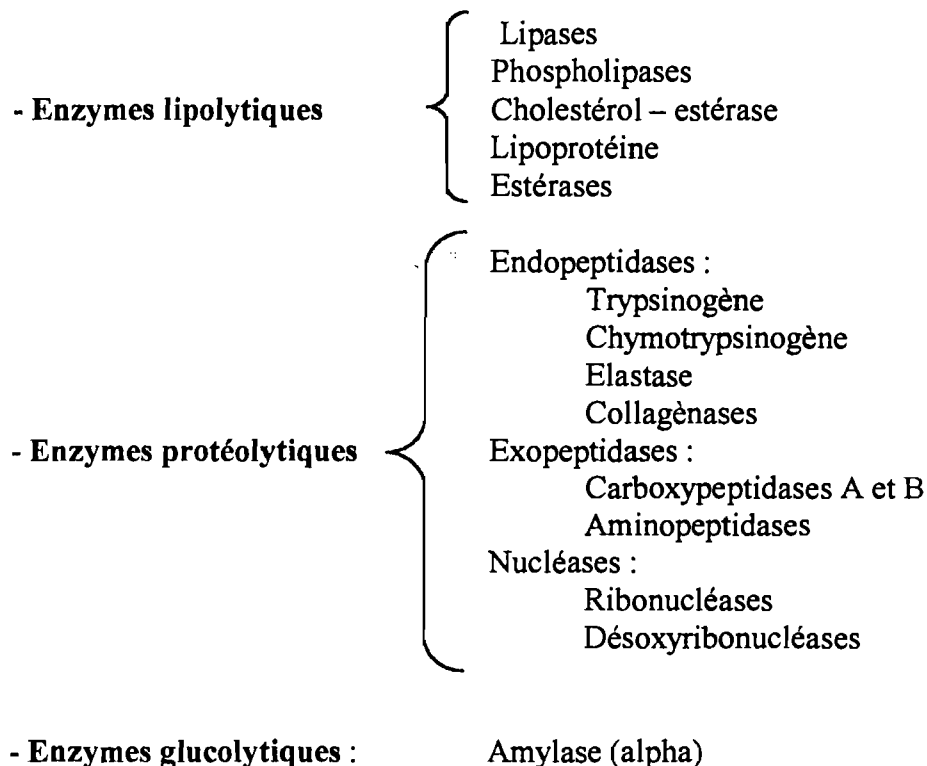 Lipases
Phospholipases
- Enzymes lipolytiques Cholestérol – estérase
Lipoprotéine
Estérases
Endopeptidases :
Trypsinogène
Chymotrypsinogène
Elastase
Collagènases
- Enzymes protéolytiques Exopeptidases :
Carboxypeptidases A et B
Aminopeptidases
Nucléases :
Ribonucléases
Désoxyribonucléases
- Enzymes glucolytiques : Amylase (alpha)